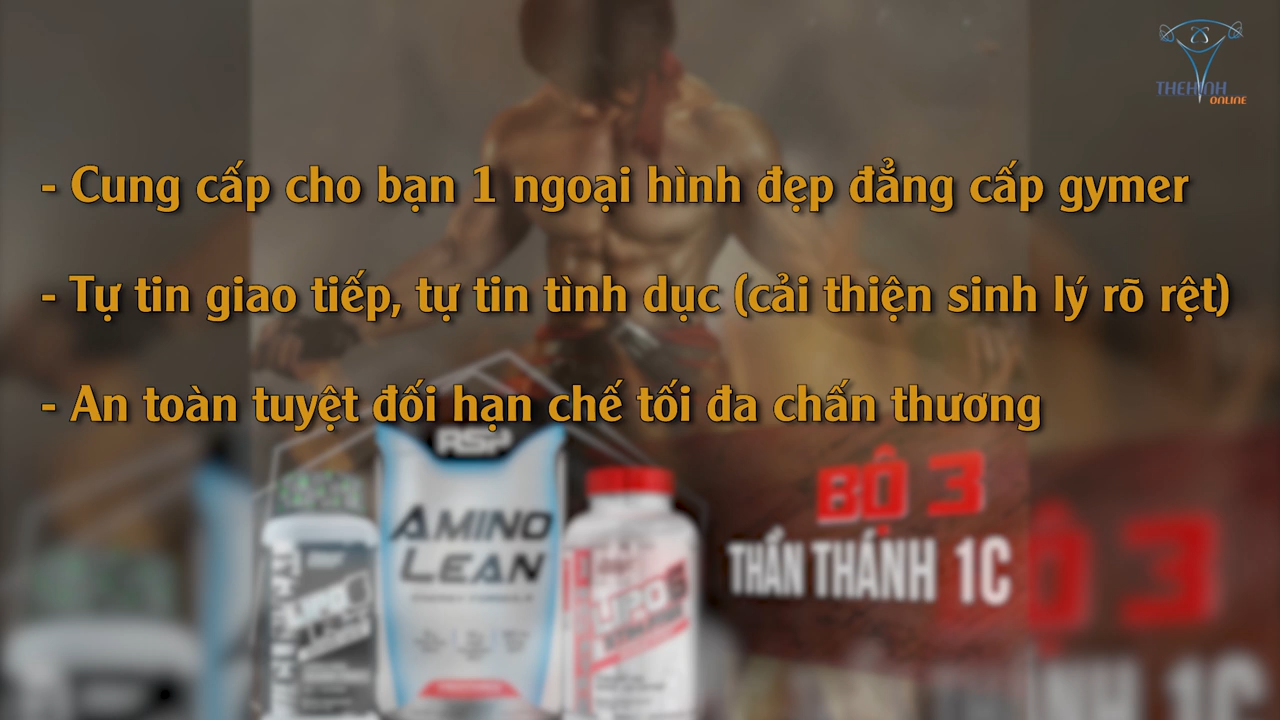 THEHINH
ONLINE
- Cung cấp cho bạn 1 ngoại hình đẹp đẳng cấp gymer
- Tự tin giao tiếp, tự tin tình dục (cải thiện sinh lý rõ rệt)
- An toàn tuyệt đối hạn chế tối đa chấn thương
RSP
AMINO
LEAN
BỘ 3
THẦN THÁNH 1C